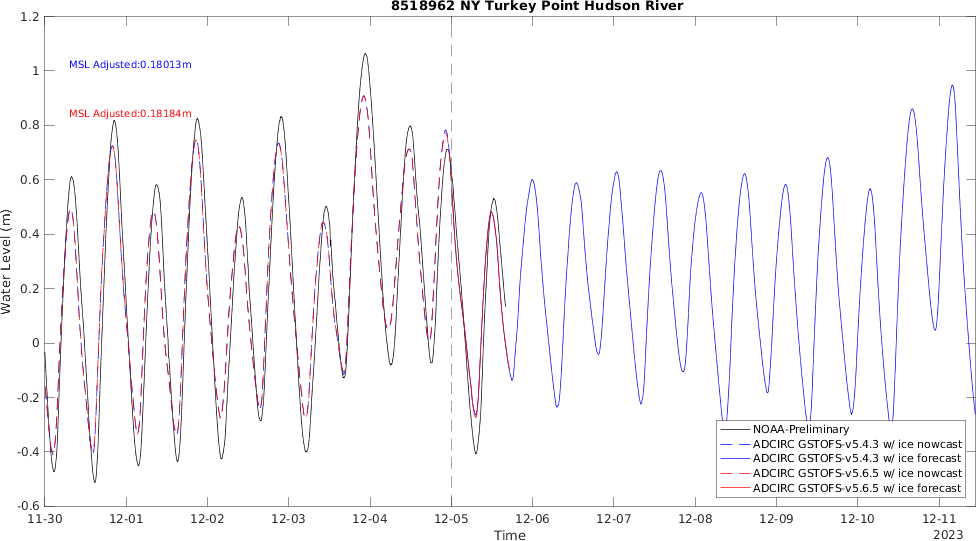 8518962 NY Turkey Point Hudson River
1.2
1
0.8
0.6
0.4
0.2
0
-0.2
-0.4
-0.6
Water Level (m)
MSL Adjusted:0.18013m
MSL Adjusted:0.18184m
NOAA-Preliminary
ADCIRC GSTOFS-v5.4.3 w/ ice nowcast
ADCIRC GSTOFS-v5.4.3 w/ ice forecast
ADCIRC GSTOFS-v5.6.5 w/ ice nowcast
ADCIRC GSTOFS-v5.6.5 w/ ice forecast
11-30 12-01 12-02 12-03 12-04 12-05 12-06 12-07 12-08 12-09 12-10 12-11
Time
2023